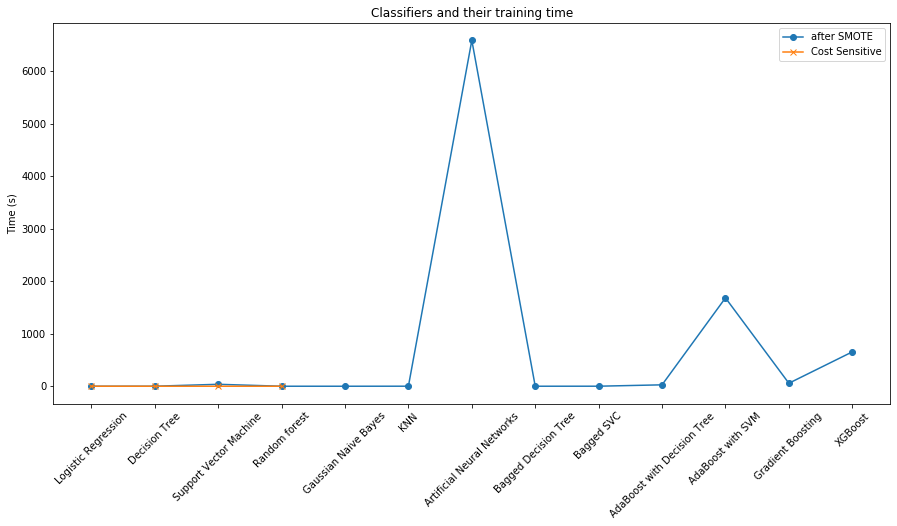 Classifiers and their training time
after SMOTE
Cost Sensitive
Time (s)
6000
5000
4000
3000
2000
1000
0
Logistic Regression
Decision Tree
Support Vector Machine
Random forest
Gaussian Naive Bayes
KNN
Artificial Neural Networks
Bagged Decision Tree
Bagged SVC
AdaBoost with Decision Tree
AdaBoost with SVM
Gradient Boosting
XGBoost